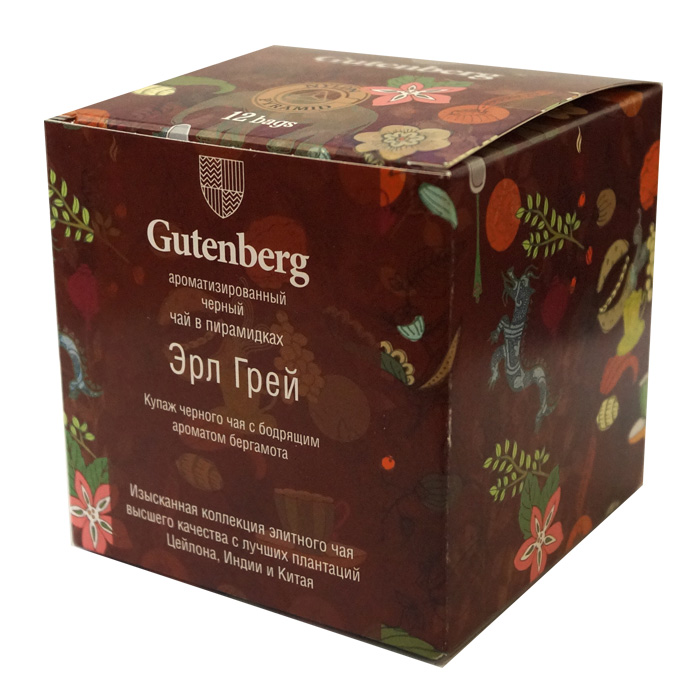 Gutenberg
PIRAMID
12 bags
Gutenberg
ароматизированный
черный
чай в пирамидках
Эрл Грей
Купаж черного чая с бодрящим
ароматом бергамота
Изысканная коллекция элитного чая
высшего качества с лучших плантаций
Цейлона, Индии и Китая